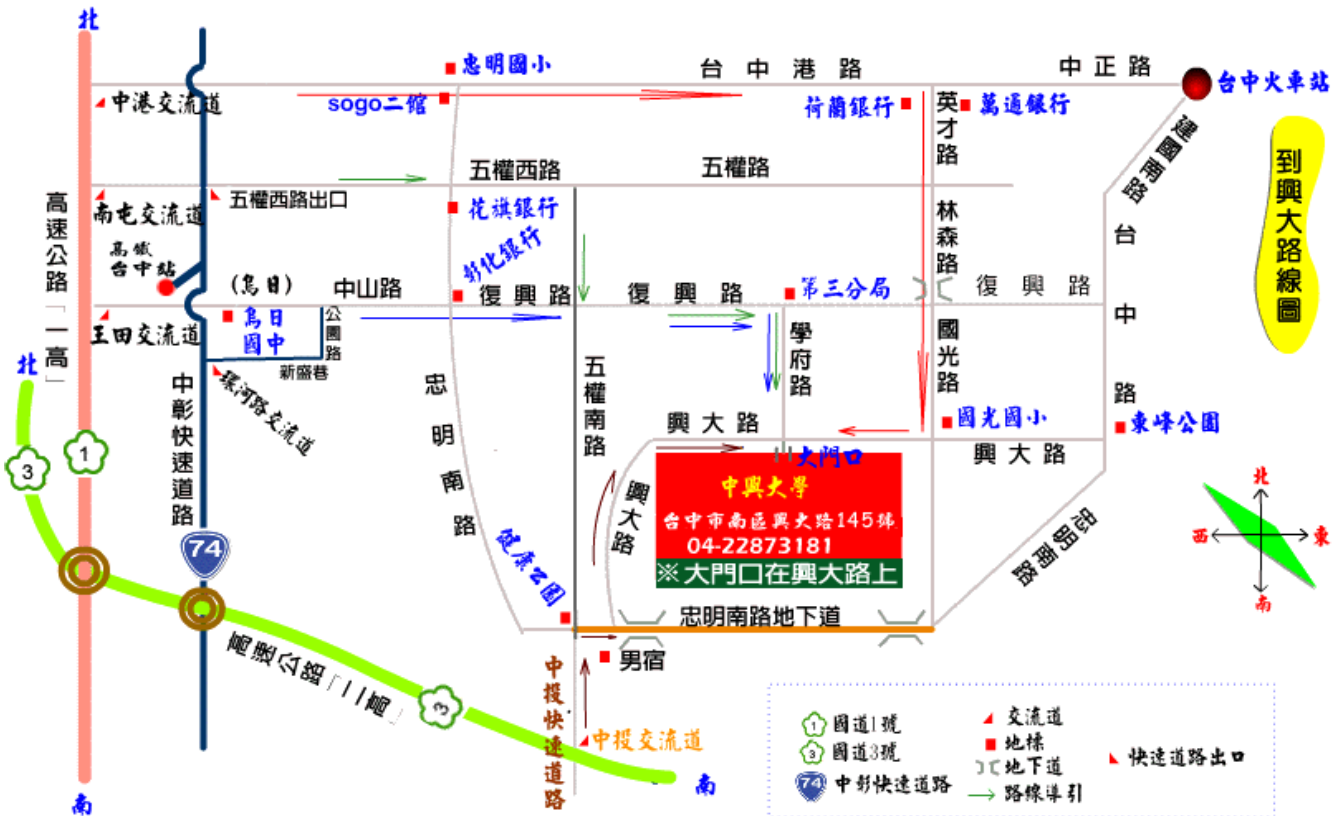 北
忠明國小
台中港路
中正路
台中火車站
中港交流道
sogo二館
荷蘭銀行
英才路
萬通銀行
建國南路
到興大路線圖
五權西路
五權路
高速公路「一高」
南屯交流道
五權西路出口
花旗銀行
林森路
台中路
高鐵
台中站
彰化銀行
(烏日)
中山路
復興路
復興路
第三分局
復興路
王田交流道
烏日
國中
公園路
學府路
國光路
北
新盛巷
環河路交流道
中彰快速道路
忠明南路
五權南路
興大路
國光國小
興大路
東峰公園
1
3
大門口
中興大學
台中市南區興大路145號
04-22873181
※大門口在興大路上
興大路
忠明南路
北
西
東
南
74
健康公園
忠明南路地下道
男宿
高速公路「二高」
3
中投快速道路
中投交流道
南
南
1
國道1號
3
國道3號
74
中彰快速道路
交流道
地標
地下道
路線導引
快速道路出口